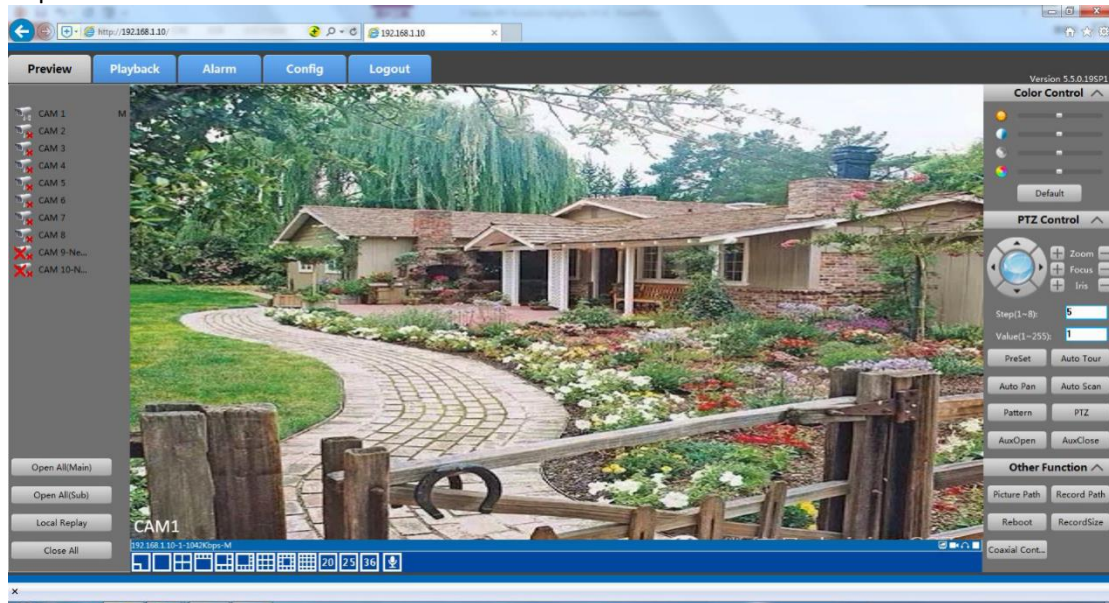 http://192.168.1.10/
192.168.1.10
Preview
Playback
Alarm
Config
Logout
Version 5.5.0.19SP1
CAM 1 M
CAM 2
CAM 3
CAM 4
CAM 5
CAM 6
CAM 7
CAM 8
CAM 9-Ne...
CAM 10-N...
Open All(Main)
Open All(Sub)
Local Replay
Close All
CAM1
192.168.1.10-1-1042Kbps-M
20 25 36
Color Control
Default
PTZ Control
Zoom
Focus
Iris
Step(1~8): 5
Value(1~255): 1
PreSet Auto Tour
Auto Pan Auto Scan
Pattern PTZ
AuxOpen AuxClose
Other Function
Picture Path Record Path
Reboot RecordSize
Coaxial Cont...